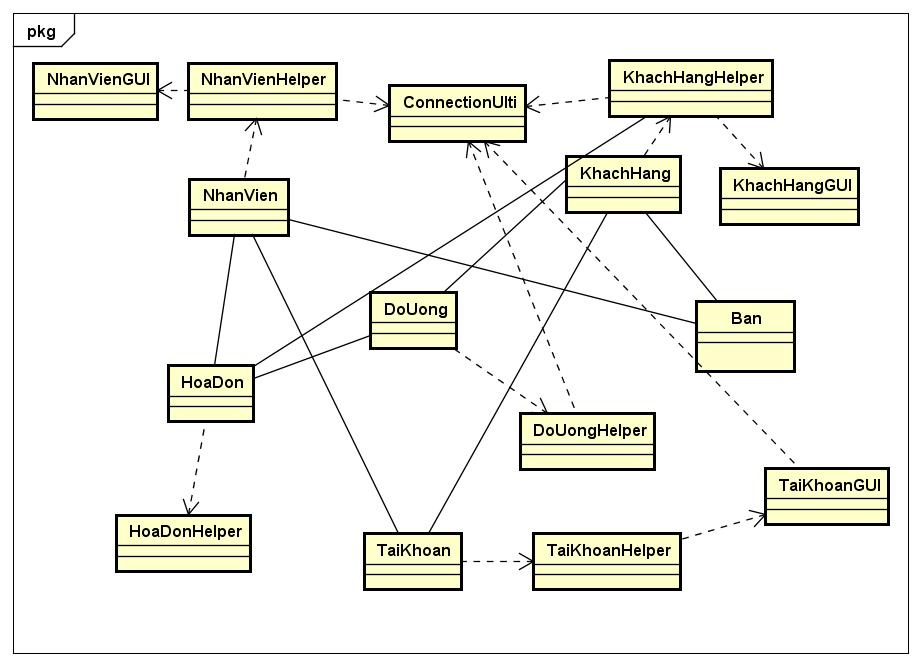 pkg
NhanVienGUI
NhanVienHelper
ConnectionUlti
KhachHangHelper
KhachHang
KhachHangGUI
NhanVien
DoUong
Ban
HoaDon
DoUongHelper
TaiKhoanGUI
HoaDonHelper
TaiKhoan
TaiKhoanHelper